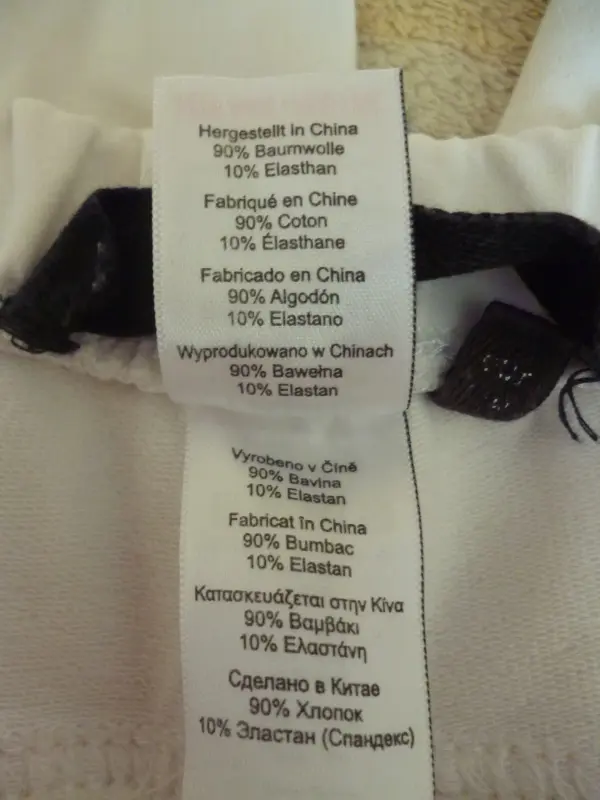 Hergestellt in China
90% Baumwolle
10% Elasthan
Fabriqué en Chine
90% Coton
10% Élasthane
Fabricado en China
90% Algodón
10% Elastano
Wyprodukowano w Chinach
90% Bawełna
10% Elastan
Vyrobeno v Číně
90% Bavlna
10% Elastan
Fabricat în China
90% Bumbac
10% Elastan
Κατασκευάζεται στην Κίνα
90% Βαμβάκι
10% Ελαστάνη
Сделано в Китае
90% Хлопок
10% Эластан (Спандекс)